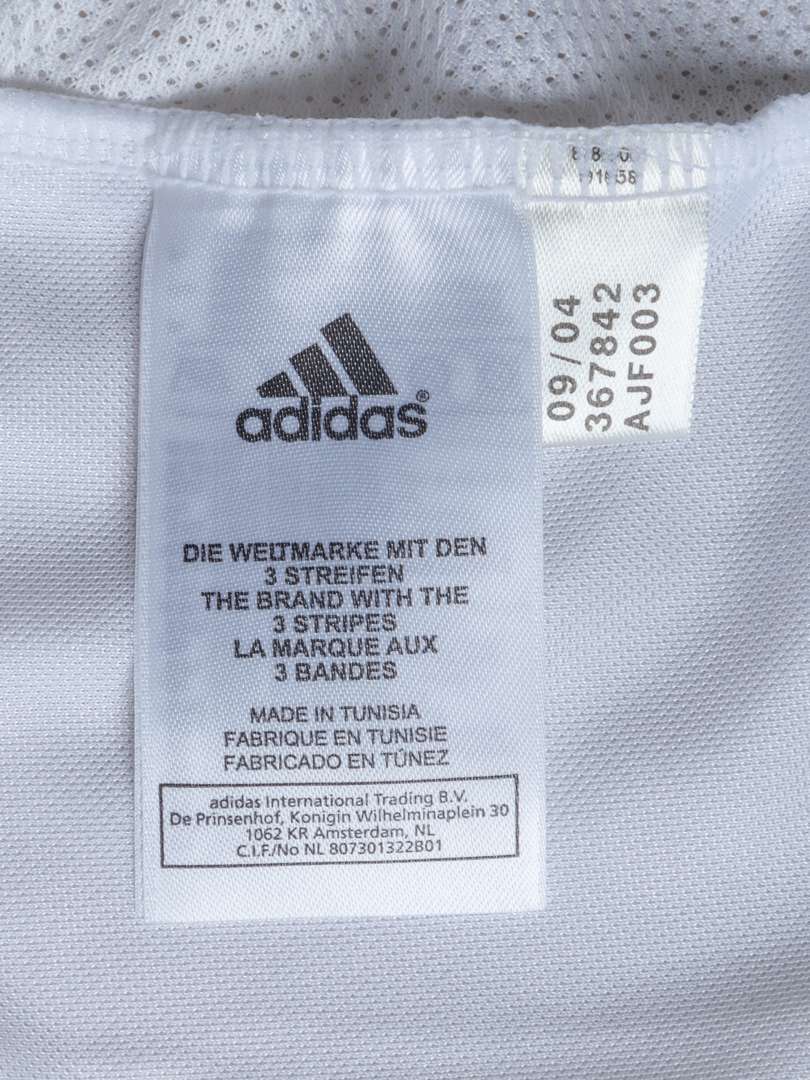 adidas®
DIE WELTMARKE MIT DEN
3 STREIFEN
THE BRAND WITH THE
3 STRIPES
LA MARQUE AUX
3 BANDES
MADE IN TUNISIA
FABRIQUE EN TUNISIE
FABRICADO EN TÚNEZ
adidas International Trading B.V.
De Prinsenhof, Konigin Wilhelminaplein 30
1062 KR Amsterdam, NL
C.I.F./No NL 807301322B01
09/04
367842
AJF003